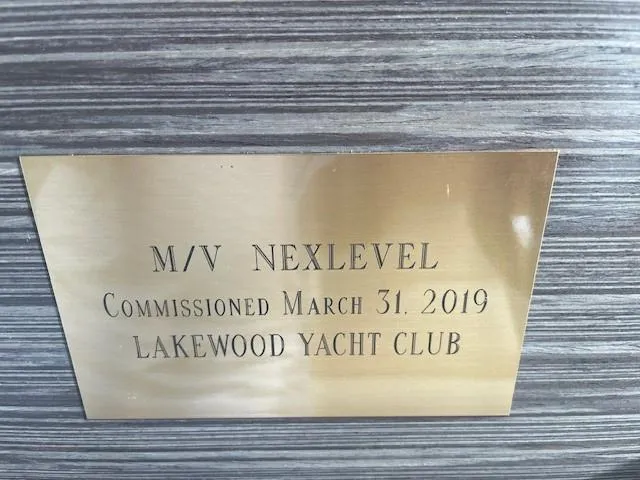 M/V NEXLEVEL
COMMISSIONED MARCH 31, 2019
LAKEWOOD YACHT CLUB